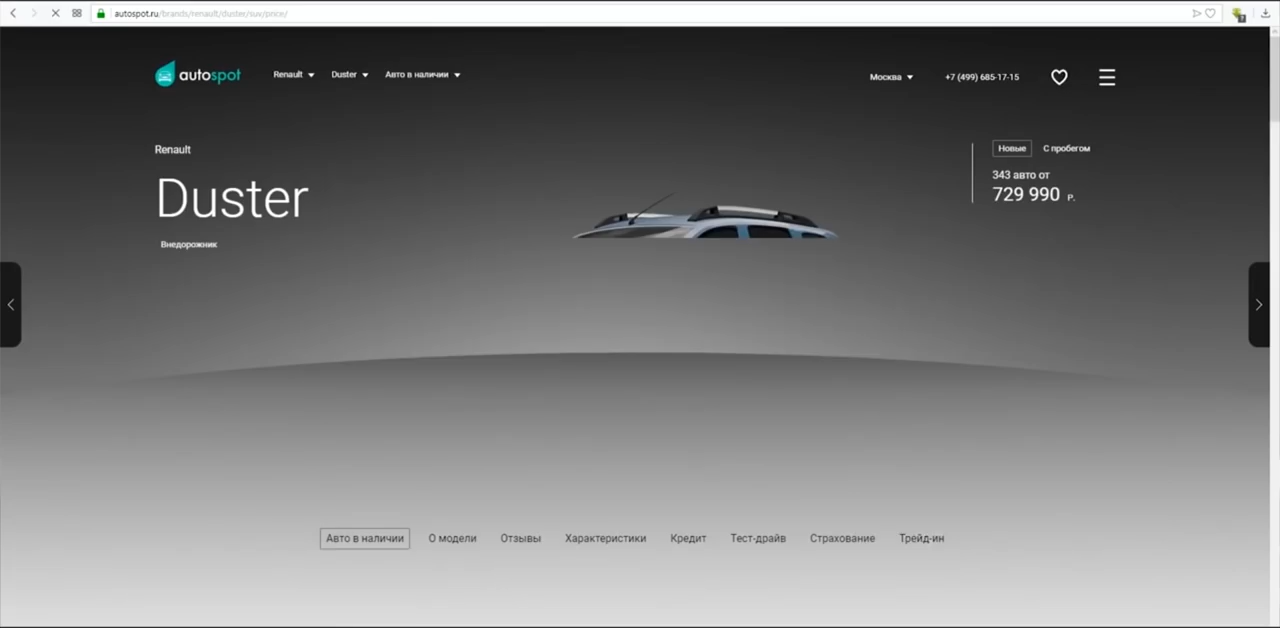 autospot.ru/brands/renault/duster/suv/price/
autospot
Renault
Duster
Авто в наличии
Москва
+7 (499) 685-17-15
Renault
Duster
Внедорожник
Новые
С пробегом
343 авто от
729 990 Р.
Авто в наличии
О модели
Отзывы
Характеристики
Кредит
Тест-драйв
Страхование
Трейд-ин